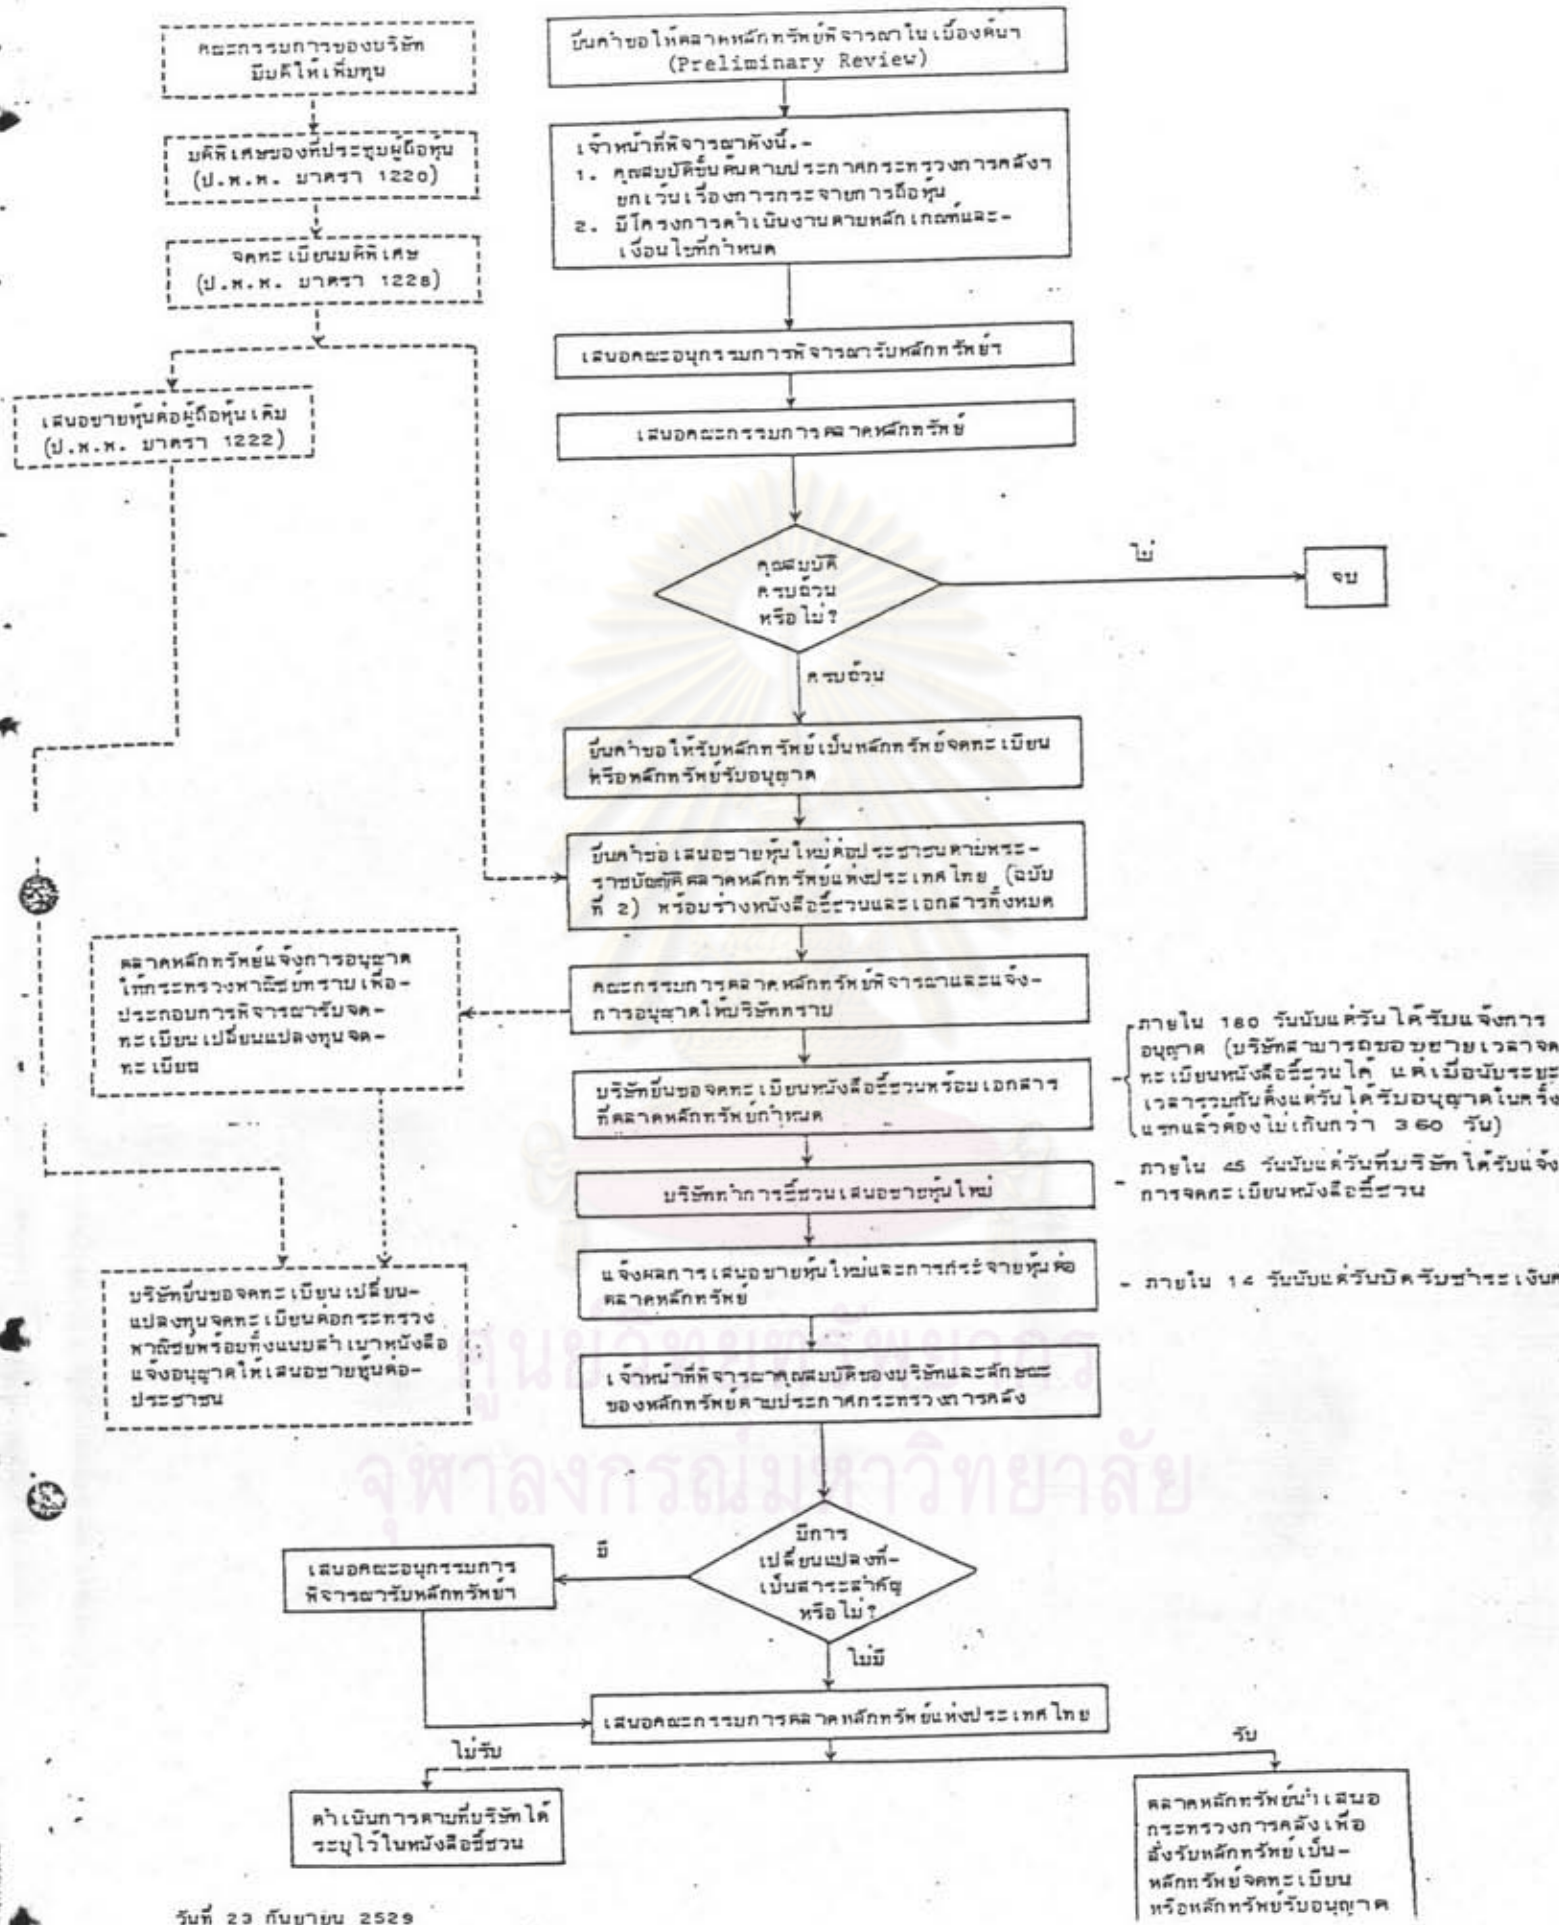 คณะกรรมการของบริษัท
มีมติให้เพิ่มทุน
มติพิเศษของที่ประชุมผู้ถือหุ้น
(ป.พ.พ. มาตรา 1220)
จดทะเบียนมติพิเศษ
(ป.พ.พ. มาตรา 1228)
เสนอขายหุ้นต่อผู้ถือหุ้นเดิม
(ป.พ.พ. มาตรา 1222)
ยื่นคำขอให้ตลาดหลักทรัพย์พิจารณาในเบื้องต้นฯ
(Preliminary Review)
เจ้าหน้าที่พิจารณาดังนี้.-
1. คุณสมบัติขั้นต้นตามประกาศกระทรวงการคลังฯ
ยกเว้นเรื่องการกระจายการถือหุ้น
2. มีโครงการดำเนินงานตามหลักเกณฑ์และ-
เงื่อนไขที่กำหนด
เสนอคณะอนุกรรมการพิจารณารับหลักทรัพย์ฯ
เสนอคณะกรรมการตลาดหลักทรัพย์
คุณสมบัติ
ครบถ้วน
หรือไม่?
ไม่
จบ
ครบถ้วน
ยื่นคำขอให้รับหลักทรัพย์เป็นหลักทรัพย์จดทะเบียน
หรือหลักทรัพย์รับอนุญาต
ยื่นคำขอเสนอขายหุ้นใหม่ต่อประชาชนตามพระ-
ราชบัญญัติตลาดหลักทรัพย์แห่งประเทศไทย (ฉบับ
ที่ 2) พร้อมร่างหนังสือชี้ชวนและเอกสารทั้งหมด
คณะกรรมการตลาดหลักทรัพย์พิจารณาและแจ้ง-
การอนุญาตให้บริษัททราบ
ตลาดหลักทรัพย์แจ้งการอนุญาต
ให้กระทรวงพาณิชย์ทราบเพื่อ-
ประกอบการพิจารณารับจด-
ทะเบียนเปลี่ยนแปลงทุนจด-
ทะเบียน
บริษัทยื่นขอจดทะเบียนหนังสือชี้ชวนพร้อมเอกสาร
ที่ตลาดหลักทรัพย์กำหนด
ภายใน 180 วันนับแต่วันได้รับแจ้งการ
อนุญาต (บริษัทสามารถขอขยายเวลาจด
ทะเบียนหนังสือชี้ชวนได้ แต่เมื่อนับระยะ
เวลารวมกันตั้งแต่วันได้รับอนุญาตในครั้ง
แรกแล้วต้องไม่เกินกว่า 360 วัน)
บริษัททำการชี้ชวนเสนอขายหุ้นใหม่
- ภายใน 45 วันนับแต่วันที่บริษัทได้รับแจ้ง
การจดทะเบียนหนังสือชี้ชวน
แจ้งผลการเสนอขายหุ้นใหม่และการกระจายหุ้นต่อ
ตลาดหลักทรัพย์
- ภายใน 14 วันนับแต่วันปิดรับชำระเงินค
บริษัทยื่นขอจดทะเบียนเปลี่ยน-
แปลงทุนจดทะเบียนต่อกระทรวง
พาณิชย์พร้อมทั้งแนบสำเนาหนังสือ
แจ้งอนุญาตให้เสนอขายหุ้นต่อ-
ประชาชน
เจ้าหน้าที่พิจารณาคุณสมบัติของบริษัทและลักษณะ
ของหลักทรัพย์ตามประกาศกระทรวงการคลัง
ศูนย์วิทยทรัพยากร
จุฬาลงกรณ์มหาวิทยาลัย
มีการ
เปลี่ยนแปลงที่-
เป็นสาระสำคัญ
หรือไม่?
มี
เสนอคณะอนุกรรมการ
พิจารณารับหลักทรัพย์ฯ
ไม่มี
เสนอคณะกรรมการตลาดหลักทรัพย์แห่งประเทศไทย
ไม่รับ
รับ
ดำเนินการตามที่บริษัทได้
ระบุไว้ในหนังสือชี้ชวน
ตลาดหลักทรัพย์นำเสนอ
กระทรวงการคลังเพื่อ
สั่งรับหลักทรัพย์เป็น-
หลักทรัพย์จดทะเบียน
หรือหลักทรัพย์รับอนุญาต
วันที่ 23 กันยายน 2529